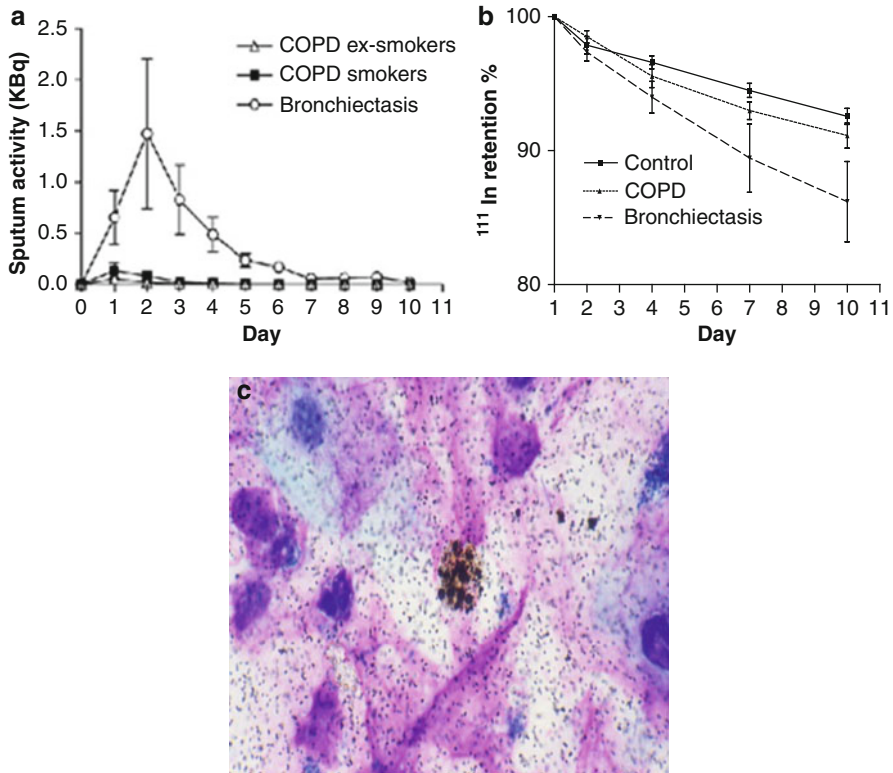 a
2.5
2.0
1.5
1.0
0.5
0.0
Sputum activity (KBq)
COPD ex-smokers
COPD smokers
Bronchiectasis
0 1 2 3 4 5 6 7 8 9 10 11
Day
b
100
90
80
111 In retention %
Control
COPD
Bronchiectasis
1 2 3 4 5 6 7 8 9 10 11
Day
c